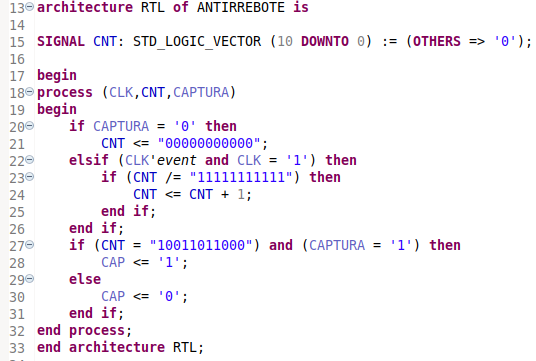 13 architecture RTL of ANTIRREBOTE is
14
15 SIGNAL CNT: STD_LOGIC_VECTOR (10 DOWNTO 0) := (OTHERS => '0');
16
17 begin
18 process (CLK,CNT,CAPTURA)
19 begin
20     if CAPTURA = '0' then
21         CNT <= "00000000000";
22     elsif (CLK'event and CLK = '1') then
23         if (CNT /= "11111111111") then
24             CNT <= CNT + 1;
25         end if;
26     end if;
27     if (CNT = "10011011000") and (CAPTURA = '1') then
28         CAP <= '1';
29     else
30         CAP <= '0';
31     end if;
32 end process;
33 end architecture RTL;